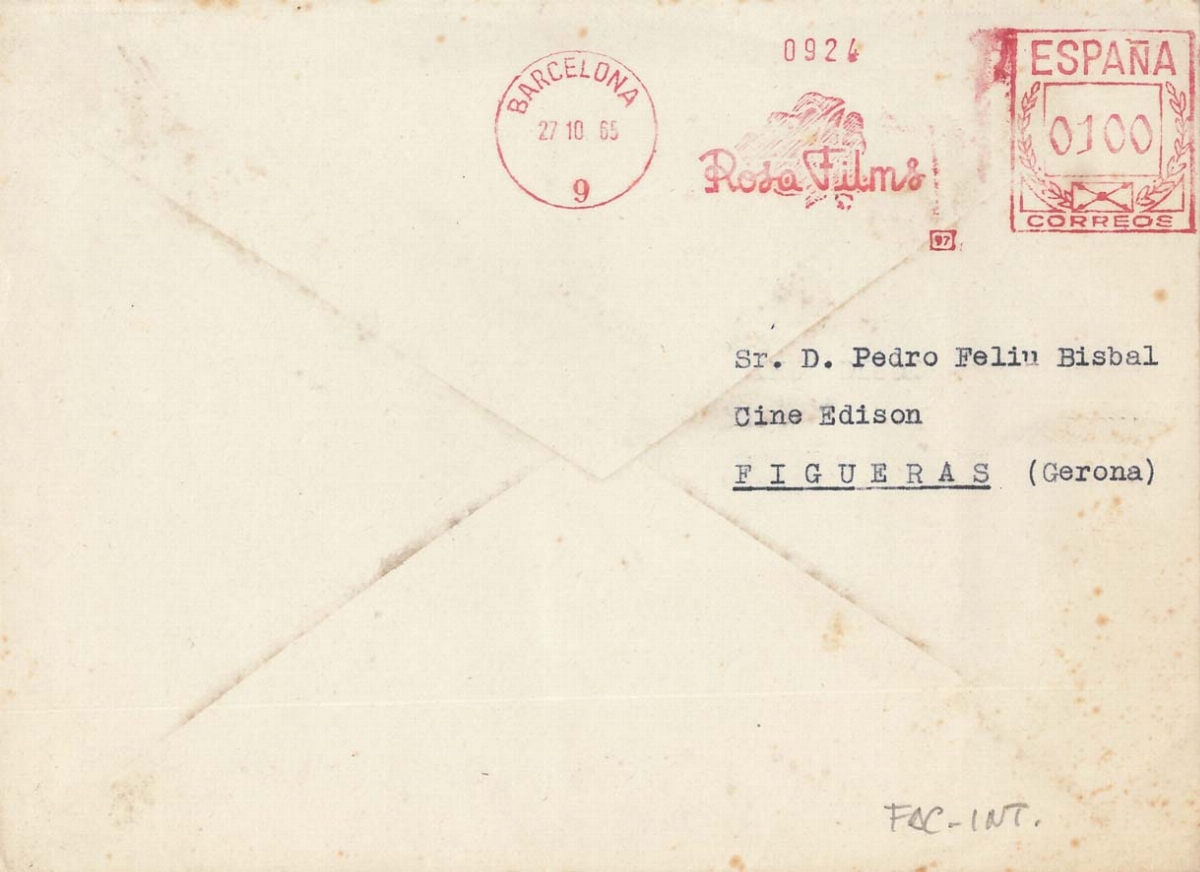 0924
ESPAÑA
BARCELONA
27 10 65
9
0100
Rosa Films
CORREOS
97
Sr. D. Pedro Feliu Bisbal
Cine Edison
FIGUERAS (Gerona)
FAC-INT.